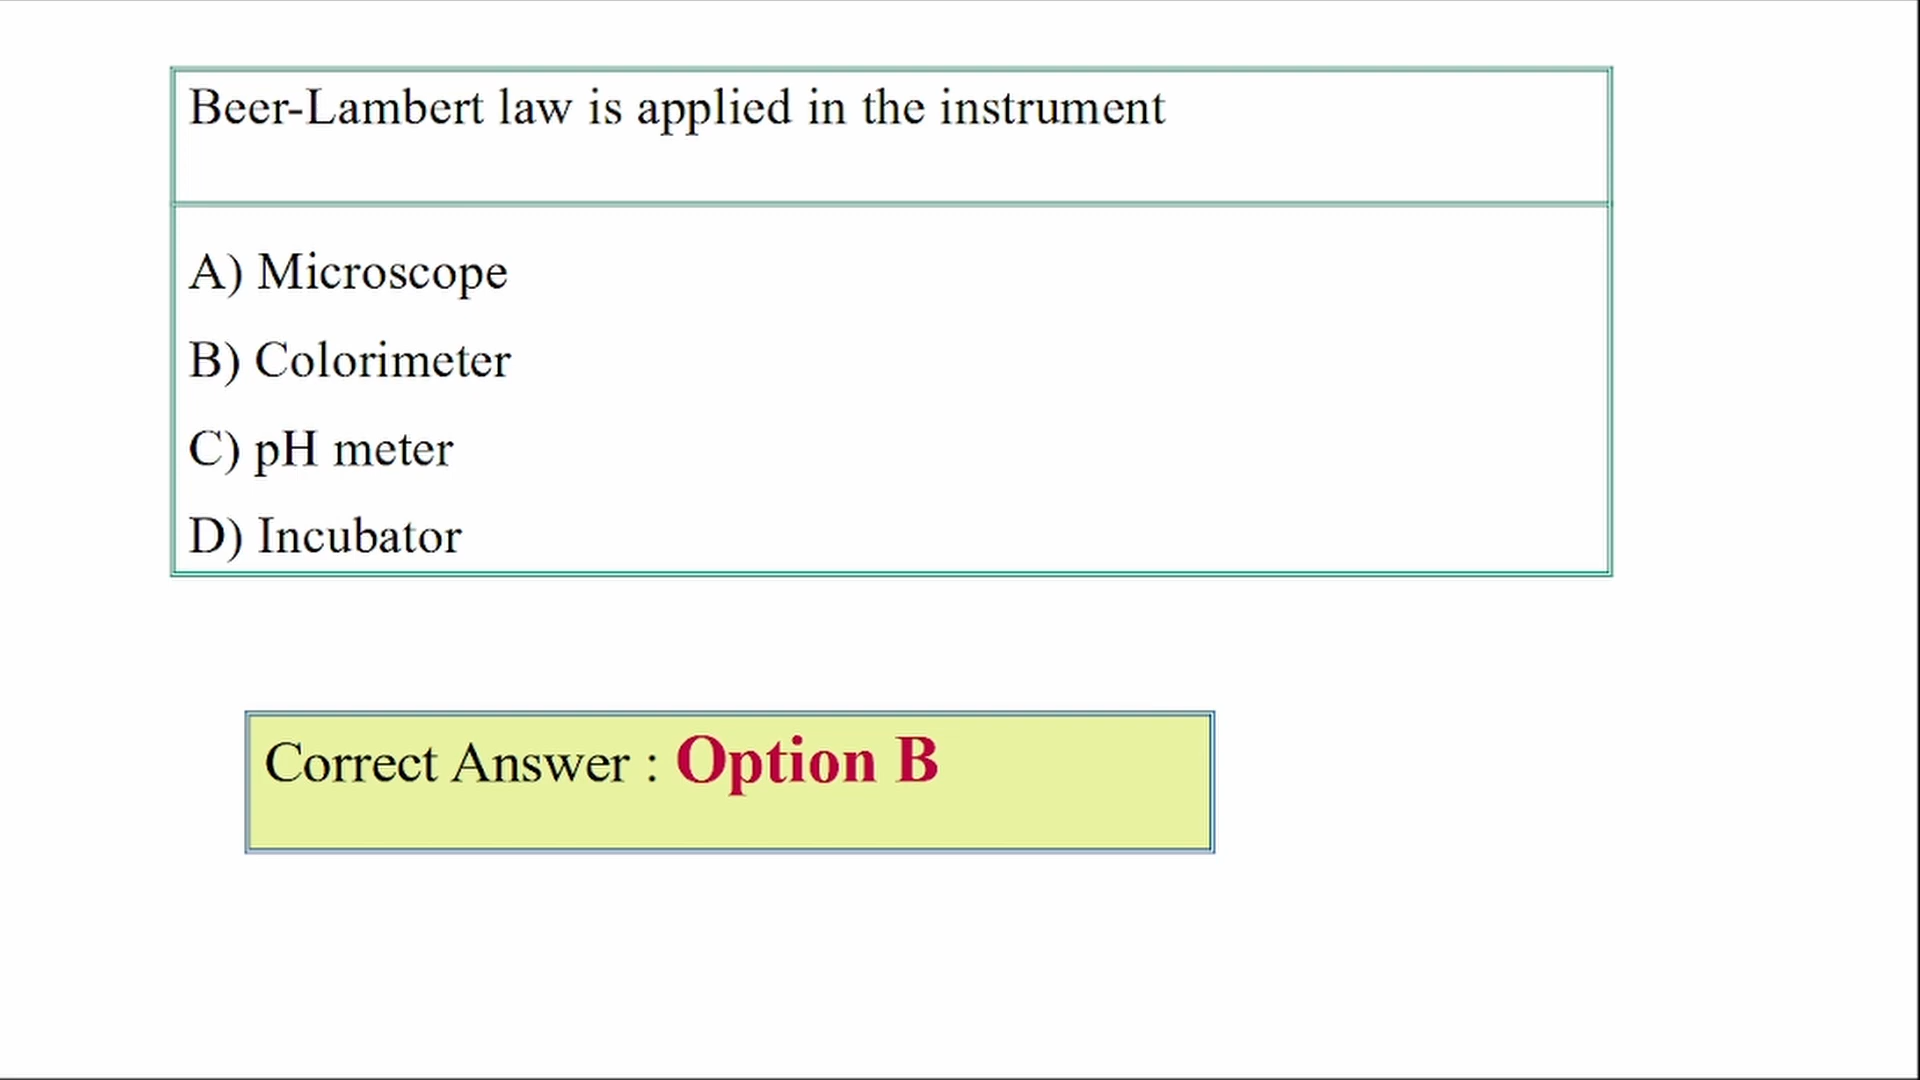 Beer-Lambert law is applied in the instrument
A) Microscope
B) Colorimeter
C) pH meter
D) Incubator
Correct Answer : Option B